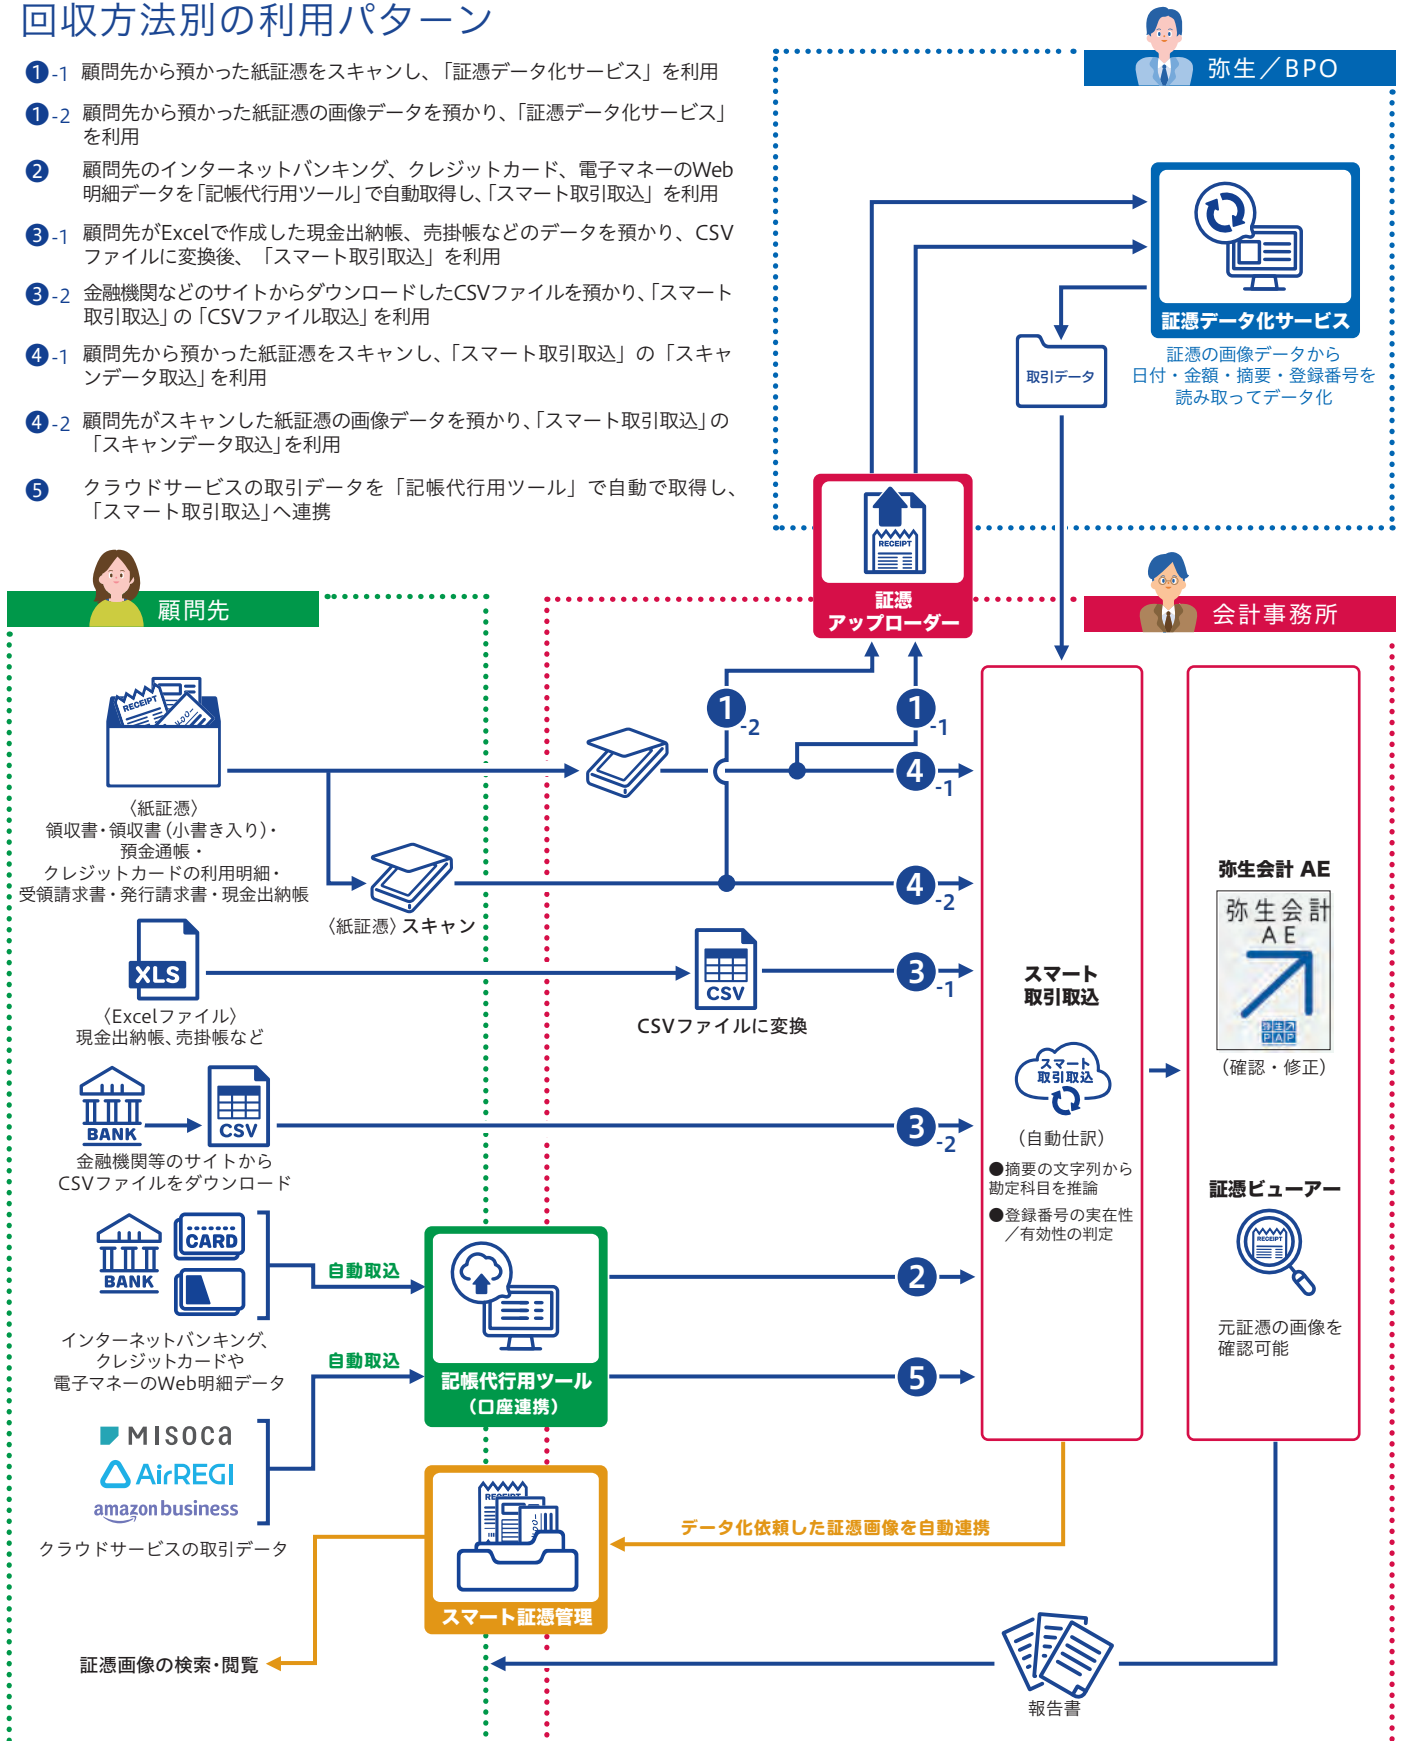 回収方法別の利用パターン
❶-1 顧問先から預かった紙証憑をスキャンし、「証憑データ化サービス」を利用
❶-2 顧問先から預かった紙証憑の画像データを預かり、「証憑データ化サービス」
を利用
❷ 顧問先のインターネットバンキング、クレジットカード、電子マネーのWeb
明細データを「記帳代行用ツール」で自動取得し、「スマート取引取込」を利用
❸-1 顧問先がExcelで作成した現金出納帳、売掛帳などのデータを預かり、CSV
ファイルに変換後、「スマート取引取込」を利用
❸-2 金融機関などのサイトからダウンロードしたCSVファイルを預かり、「スマート
取引取込」の「CSVファイル取込」を利用
❹-1 顧問先から預かった紙証憑をスキャンし、「スマート取引取込」の「スキャ
ンデータ取込」を利用
❹-2 顧問先がスキャンした紙証憑の画像データを預かり、「スマート取引取込」の
「スキャンデータ取込」を利用
❺ クラウドサービスの取引データを「記帳代行用ツール」で自動で取得し、
「スマート取引取込」へ連携
弥生／BPO
証憑データ化サービス
証憑の画像データから
日付・金額・摘要・登録番号を
読み取ってデータ化
取引データ
RECEIPT
証憑
アップローダー
顧問先
会計事務所
RECEIPT
〈紙証憑〉
領収書・領収書（小書き入り）・
預金通帳・
クレジットカードの利用明細・
受領請求書・発行請求書・現金出納帳
❶-2
❶-1
❹-1
〈紙証憑〉スキャン
❹-2
XLS
〈Excelファイル〉
現金出納帳、売掛帳など
CSV
CSVファイルに変換
❸-1
BANK
CSV
金融機関等のサイトから
CSVファイルをダウンロード
❸-2
BANK
CARD
インターネットバンキング、
クレジットカードや
電子マネーのWeb明細データ
自動取込
自動取込
記帳代行用ツール
（口座連携）
❷
❺
MISOCA
AirREGI
amazon business
クラウドサービスの取引データ
スマート
取引取込
スマート
取引取込
（自動仕訳）
●摘要の文字列から
勘定科目を推論
●登録番号の実在性
／有効性の判定
弥生会計 AE
弥生会計
AE
弥生
PAP
（確認・修正）
証憑ビューアー
RECEIPT
元証憑の画像を
確認可能
RECEIPT
スマート証憑管理
データ化依頼した証憑画像を自動連携
証憑画像の検索・閲覧
報告書